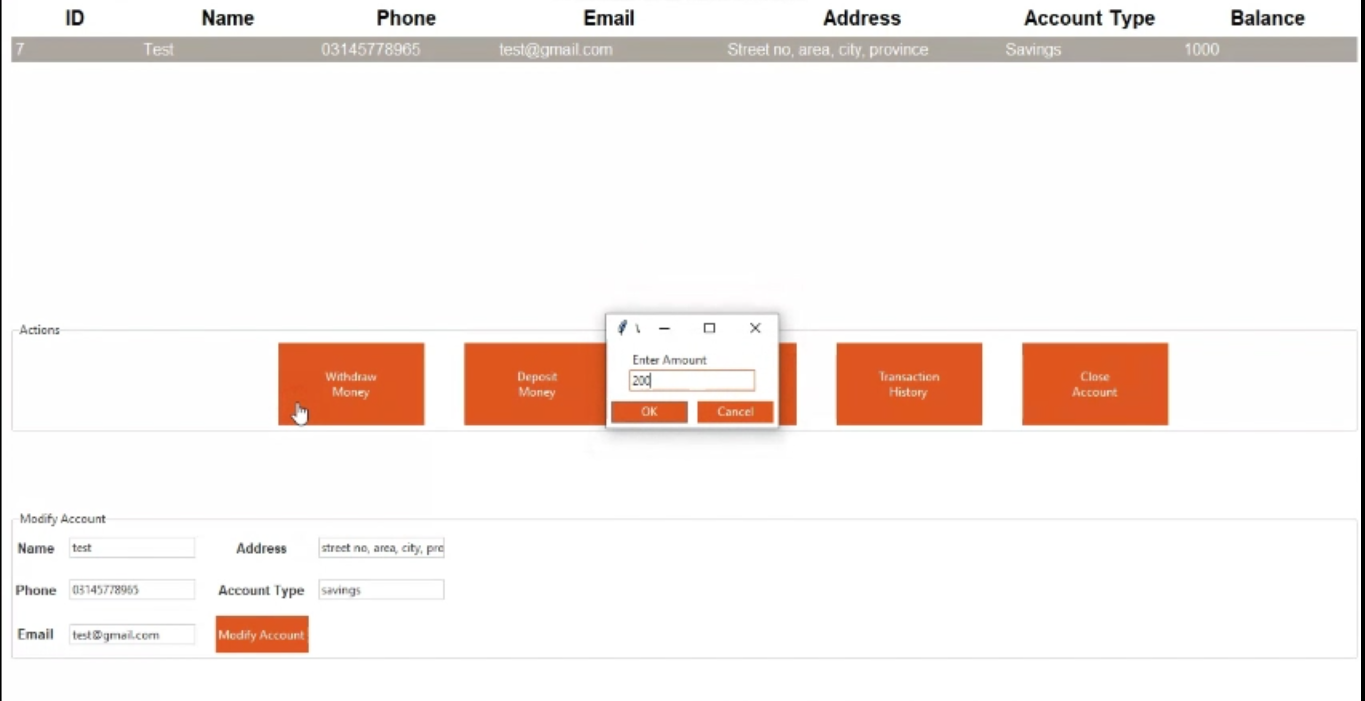 ID Name Phone Email Address Account Type Balance
7 Test 03145778965 test@gmail.com Street no, area, city, province Savings 1000
Actions
Withdraw
Money
Deposit
Money
Enter Amount
200
OK Cancel
Transaction
History
Close
Account
Modify Account
Name test Address street no, area, city, pro
Phone 03145778965 Account Type savings
Email test@gmail.com Modify Account